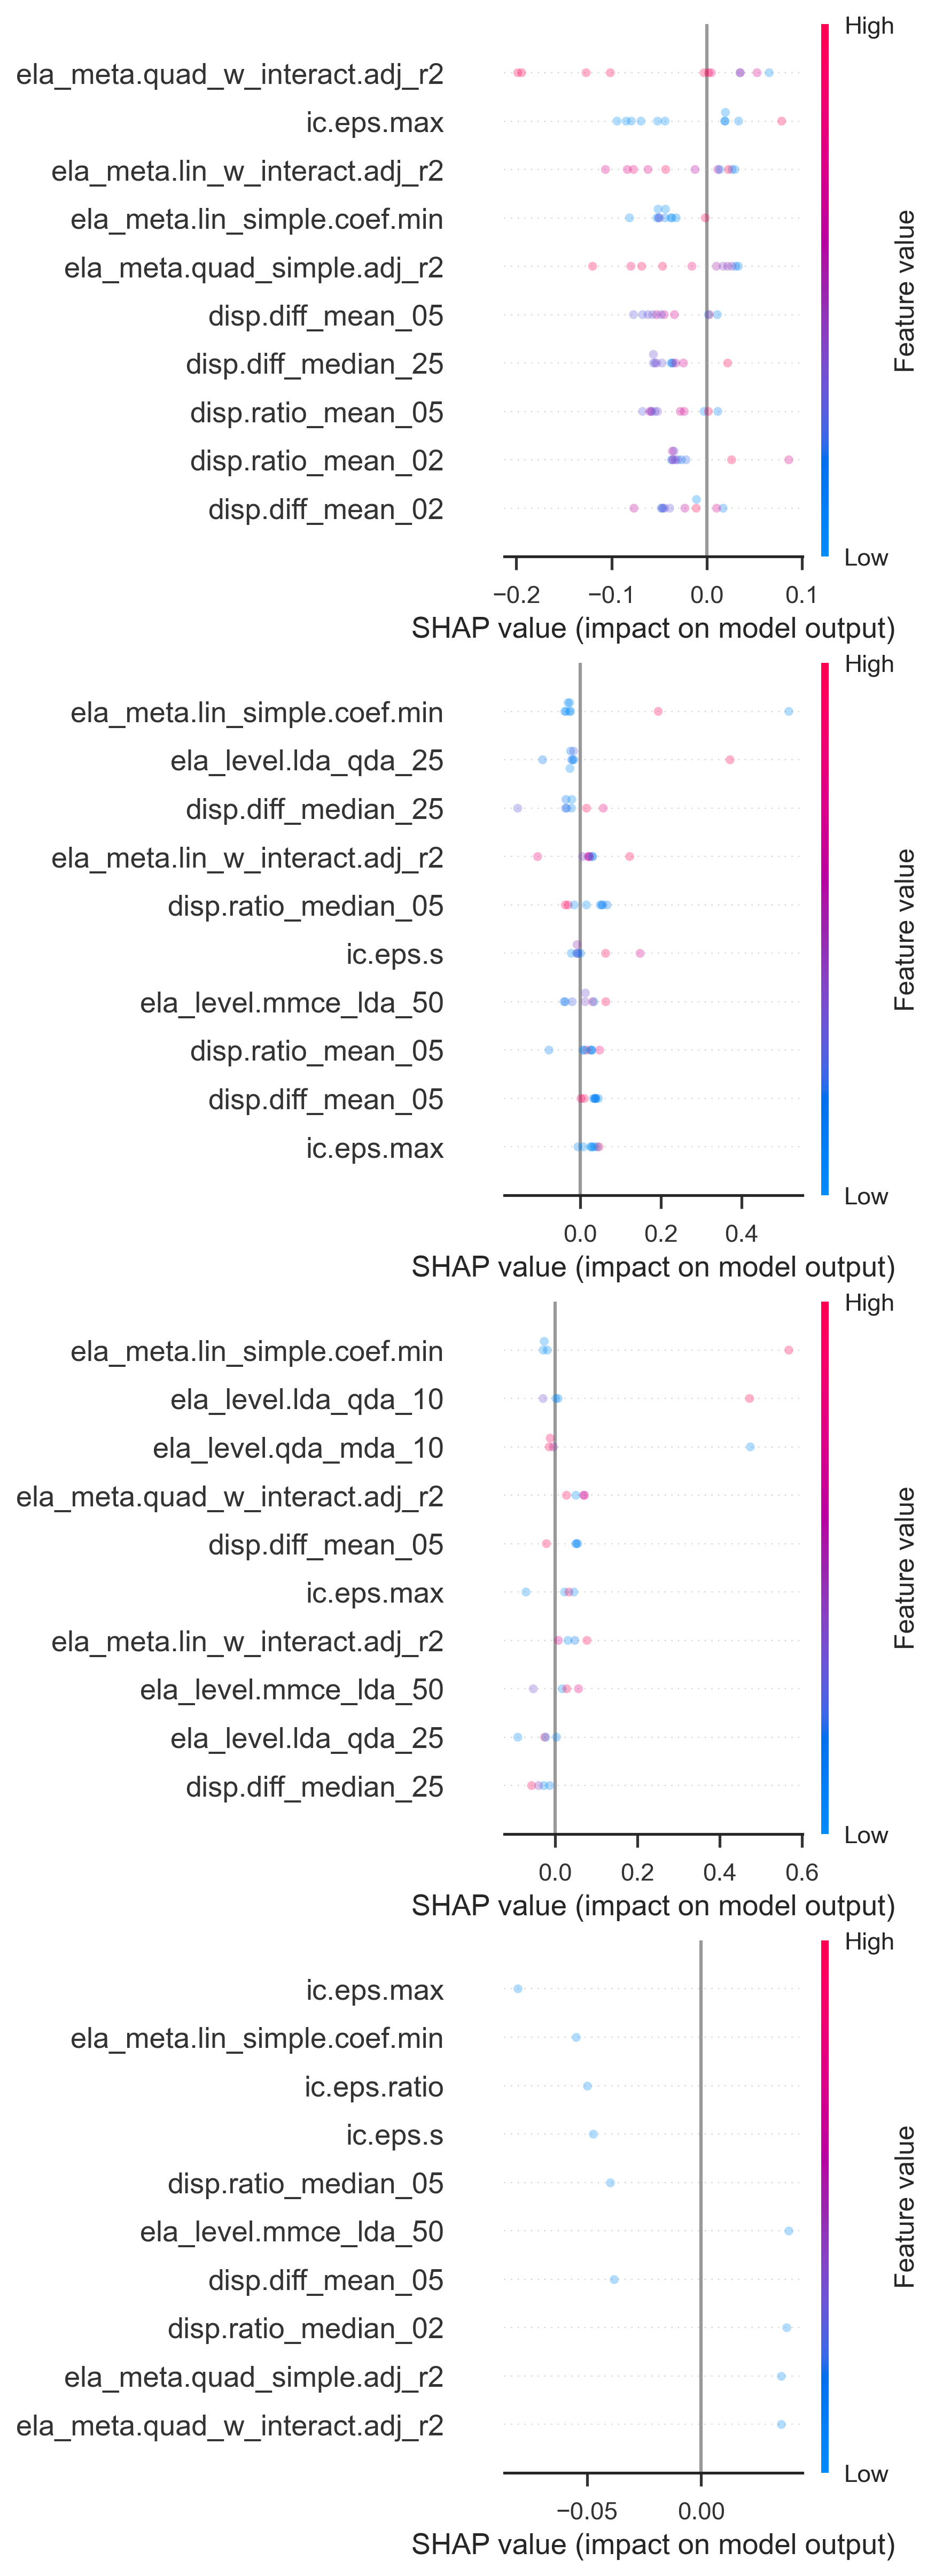 High
ela_meta.quad_w_interact.adj_r2
ic.eps.max
ela_meta.lin_w_interact.adj_r2
ela_meta.lin_simple.coef.min
ela_meta.quad_simple.adj_r2
disp.diff_mean_05
disp.diff_median_25
disp.ratio_mean_05
disp.ratio_mean_02
disp.diff_mean_02
Feature value
Low
−0.2 −0.1 0.0 0.1
SHAP value (impact on model output)
High
ela_meta.lin_simple.coef.min
ela_level.lda_qda_25
disp.diff_median_25
ela_meta.lin_w_interact.adj_r2
disp.ratio_median_05
ic.eps.s
ela_level.mmce_lda_50
disp.ratio_mean_05
disp.diff_mean_05
ic.eps.max
Feature value
Low
0.0 0.2 0.4
SHAP value (impact on model output)
High
ela_meta.lin_simple.coef.min
ela_level.lda_qda_10
ela_level.qda_mda_10
ela_meta.quad_w_interact.adj_r2
disp.diff_mean_05
ic.eps.max
ela_meta.lin_w_interact.adj_r2
ela_level.mmce_lda_50
ela_level.lda_qda_25
disp.diff_median_25
Feature value
Low
0.0 0.2 0.4 0.6
SHAP value (impact on model output)
High
ic.eps.max
ela_meta.lin_simple.coef.min
ic.eps.ratio
ic.eps.s
disp.ratio_median_05
ela_level.mmce_lda_50
disp.diff_mean_05
disp.ratio_median_02
ela_meta.quad_simple.adj_r2
ela_meta.quad_w_interact.adj_r2
Feature value
Low
−0.05 0.00
SHAP value (impact on model output)